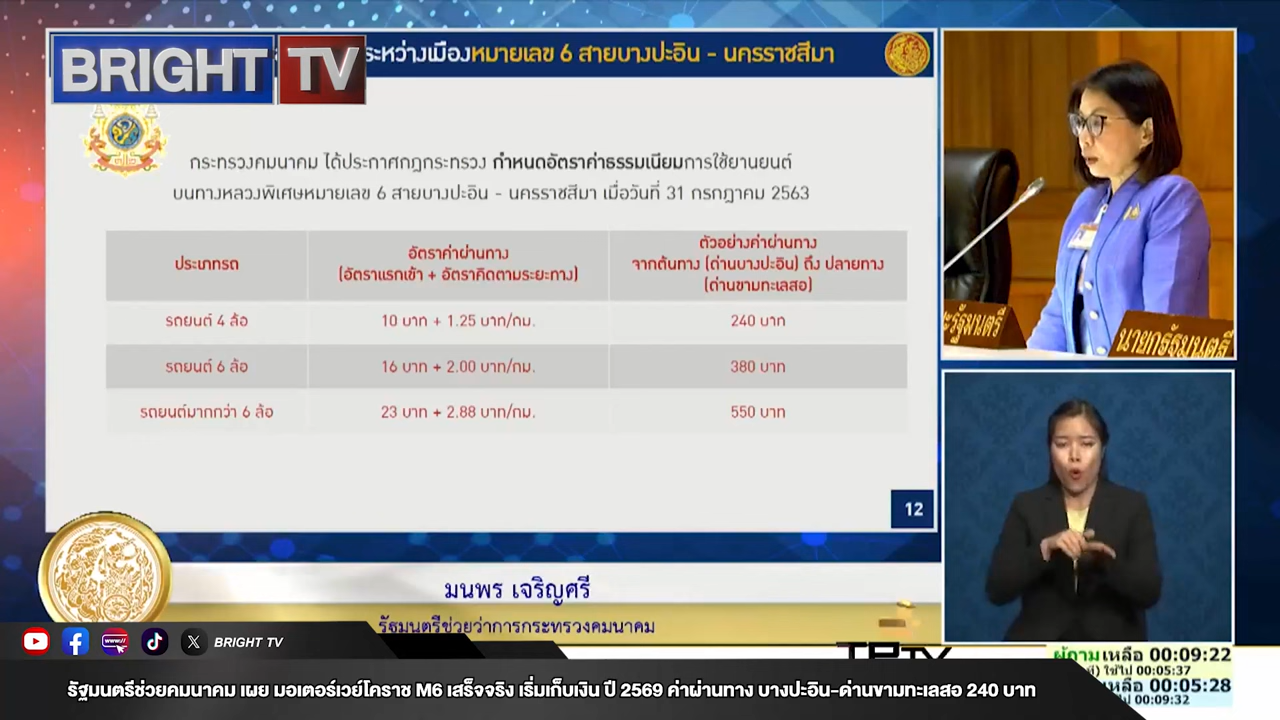 BRIGHT TV
ระหว่างเมืองหมายเลข 6 สายบางปะอิน - นครราชสีมา
กระทรวงคมนาคม ได้ประกาศกฎกระทรวง กำหนดอัตราค่าธรรมเนียมการใช้ยานยนต์
บนทางหลวงพิเศษหมายเลข 6 สายบางปะอิน - นครราชสีมา เมื่อวันที่ 31 กรกฎาคม 2563
ประเภทรถ
อัตราค่าผ่านทาง
(อัตราแรกเข้า + อัตราคิดตามระยะทาง)
ตัวอย่างค่าผ่านทาง
จากต้นทาง (ด่านบางปะอิน) ถึง ปลายทาง
(ด่านขามทะเลสอ)
รถยนต์ 4 ล้อ 10 บาท + 1.25 บาท/กม. 240 บาท
รถยนต์ 6 ล้อ 16 บาท + 2.00 บาท/กม. 380 บาท
รถยนต์มากกว่า 6 ล้อ 23 บาท + 2.88 บาท/กม. 550 บาท
12
นายกรัฐมนตรี
มนพร เจริญศรี
รัฐมนตรีช่วยว่าการกระทรวงคมนาคม
www://
BRIGHT TV
ผู้ถามเหลือ 00:09:22
ใช้ไป 00:05:37
เหลือ 00:05:28
00:09:32
รัฐมนตรีช่วยคมนาคม เผย มอเตอร์เวย์โคราช M6 เสร็จจริง เริ่มเก็บเงิน ปี 2569 ค่าผ่านทาง บางปะอิน-ด่านขามทะเลสอ 240 บาท